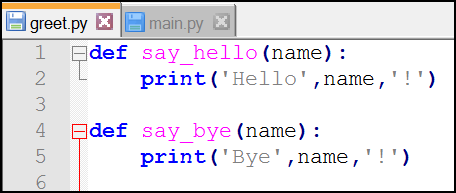 greet.py main.py
1 def say_hello(name):
2     print('Hello',name,'!')
3
4 def say_bye(name):
5     print('Bye',name,'!')
6